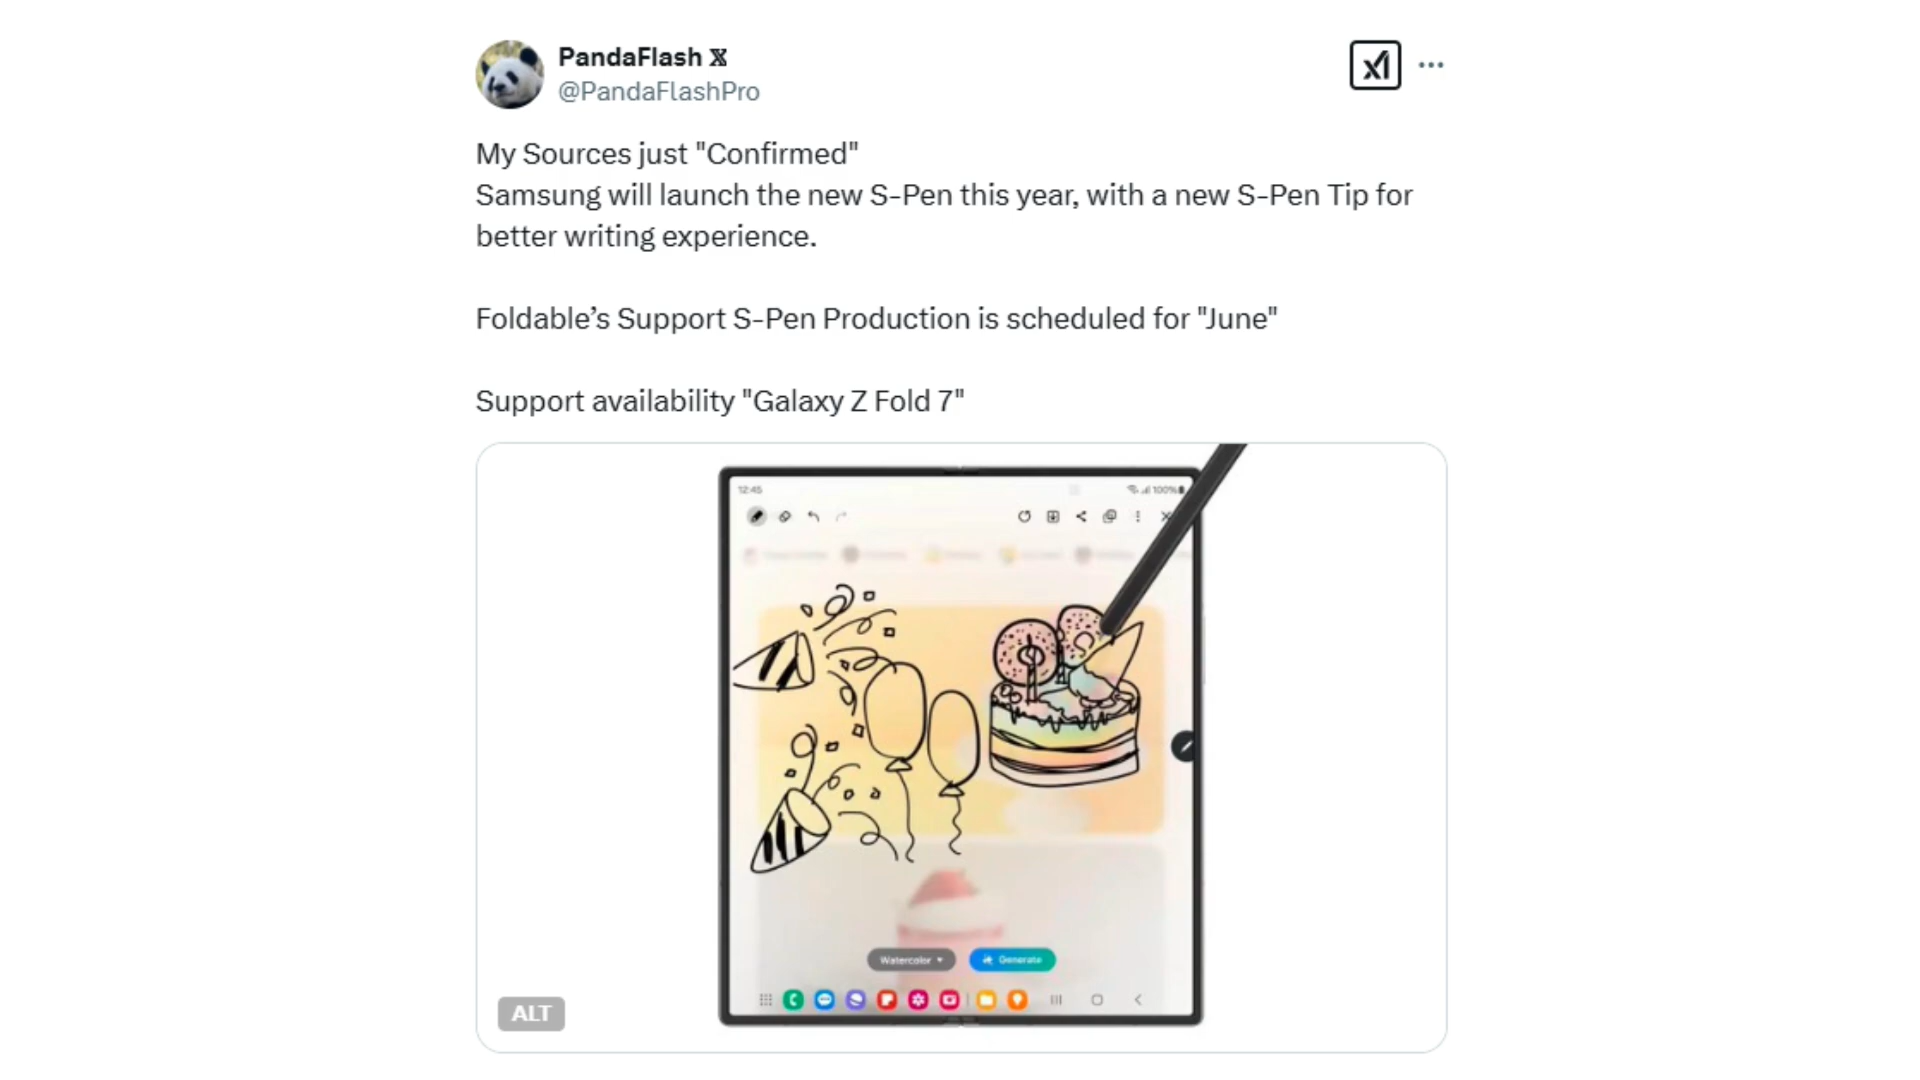 PandaFlash 𝕏
@PandaFlashPro
My Sources just "Confirmed"
Samsung will launch the new S-Pen this year, with a new S-Pen Tip for
better writing experience.
Foldable’s Support S-Pen Production is scheduled for "June"
Support availability "Galaxy Z Fold 7"
12:45
100%
Watercolor
Generate
ALT